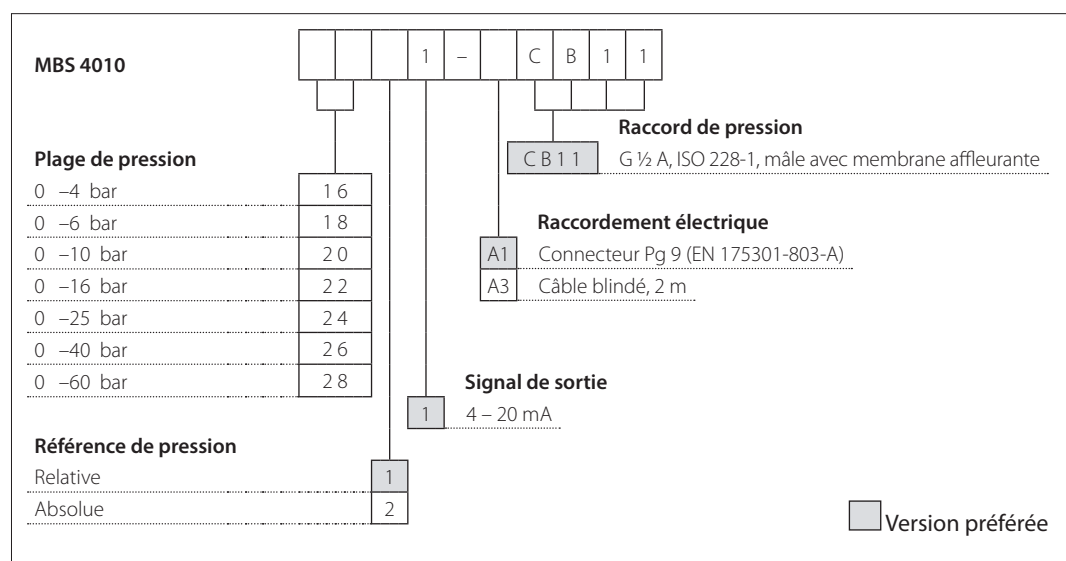 MBS 4010
1 – C B 1 1
Raccord de pression
C B 1 1 G ½ A, ISO 228-1, mâle avec membrane affleurante
Plage de pression
0 –4 bar 1 6
0 –6 bar 1 8
0 –10 bar 2 0
0 –16 bar 2 2
0 –25 bar 2 4
0 –40 bar 2 6
0 –60 bar 2 8
Raccordement électrique
A1 Connecteur Pg 9 (EN 175301-803-A)
A3 Câble blindé, 2 m
Signal de sortie
1 4 – 20 mA
Référence de pression
Relative 1
Absolue 2
Version préférée